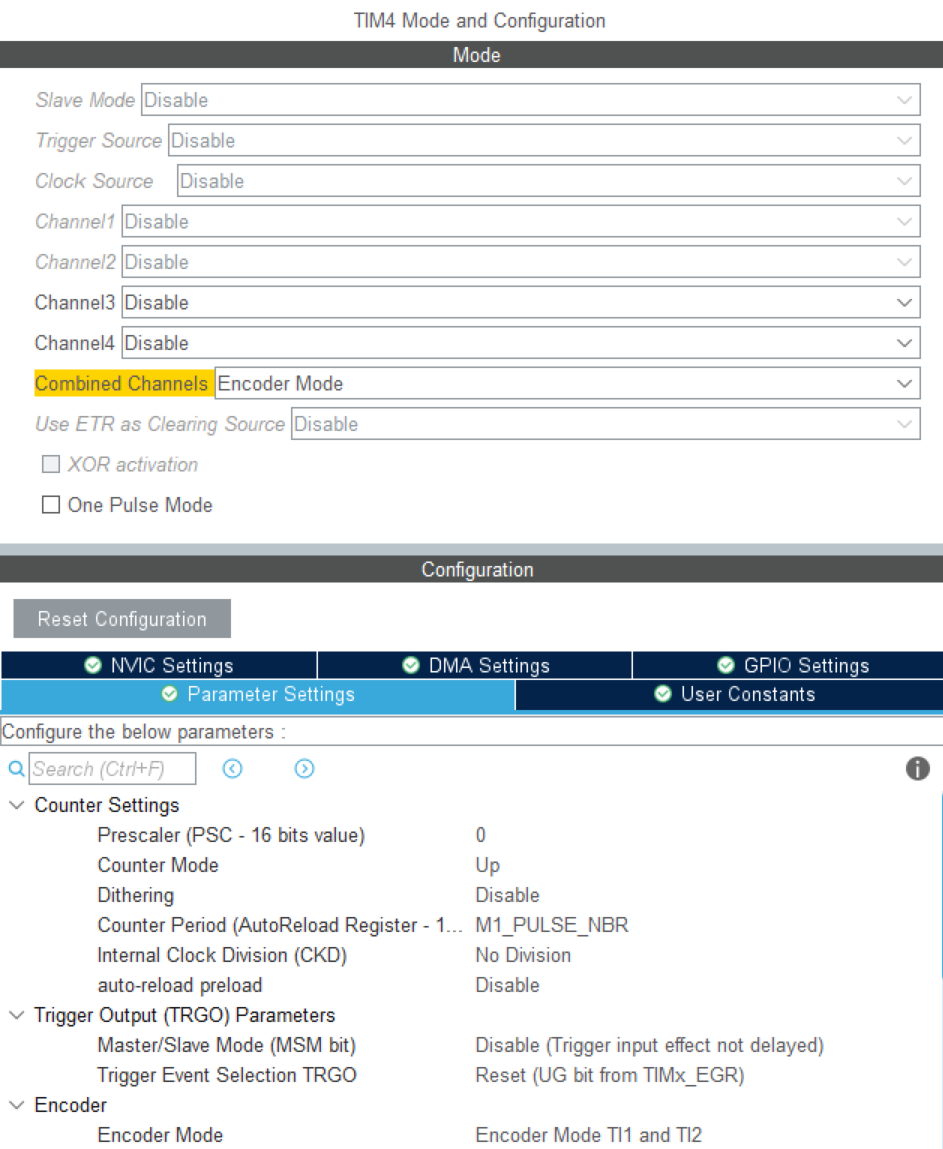 TIM4 Mode and Configuration
Mode
Slave Mode Disable
Trigger Source Disable
Clock Source Disable
Channel1 Disable
Channel2 Disable
Channel3 Disable
Channel4 Disable
Combined Channels Encoder Mode
Use ETR as Clearing Source Disable
XOR activation
One Pulse Mode
Configuration
Reset Configuration
NVIC Settings DMA Settings GPIO Settings
Parameter Settings User Constants
Configure the below parameters :
Search (Ctrl+F)
Counter Settings
Prescaler (PSC - 16 bits value) 0
Counter Mode Up
Dithering Disable
Counter Period (AutoReload Register - 1... M1_PULSE_NBR
Internal Clock Division (CKD) No Division
auto-reload preload Disable
Trigger Output (TRGO) Parameters
Master/Slave Mode (MSM bit) Disable (Trigger input effect not delayed)
Trigger Event Selection TRGO Reset (UG bit from TIMx_EGR)
Encoder
Encoder Mode Encoder Mode TI1 and TI2